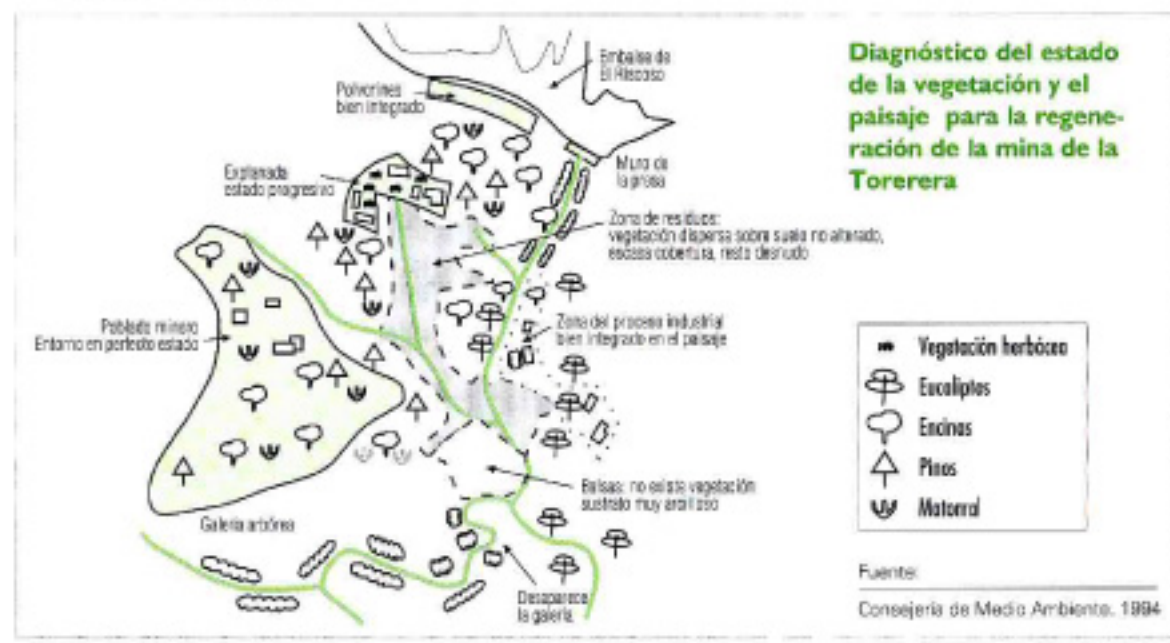 Diagnóstico del estado
de la vegetación y el
paisaje para la regene-
ración de la mina de la
Torerera
Embalse de
El Riscoso
Polvorines
bien integrado
Muro de
la presa
Explanada
estado progresivo
Zona de residuos:
vegetación dispersa sobre suelo no alterado,
escasa cobertura, resto desnudo
Poblado minero
Entorno en perfecto estado
Zona del proceso industrial
bien integrado en el paisaje
Balsas: no existe vegetación
sustrato muy arcilloso
Galería arbórea
Desaparece
la galería
Vegetación herbácea
Eucaliptos
Encinas
Pinos
Matorral
Fuente:
Consejería de Medio Ambiente. 1994